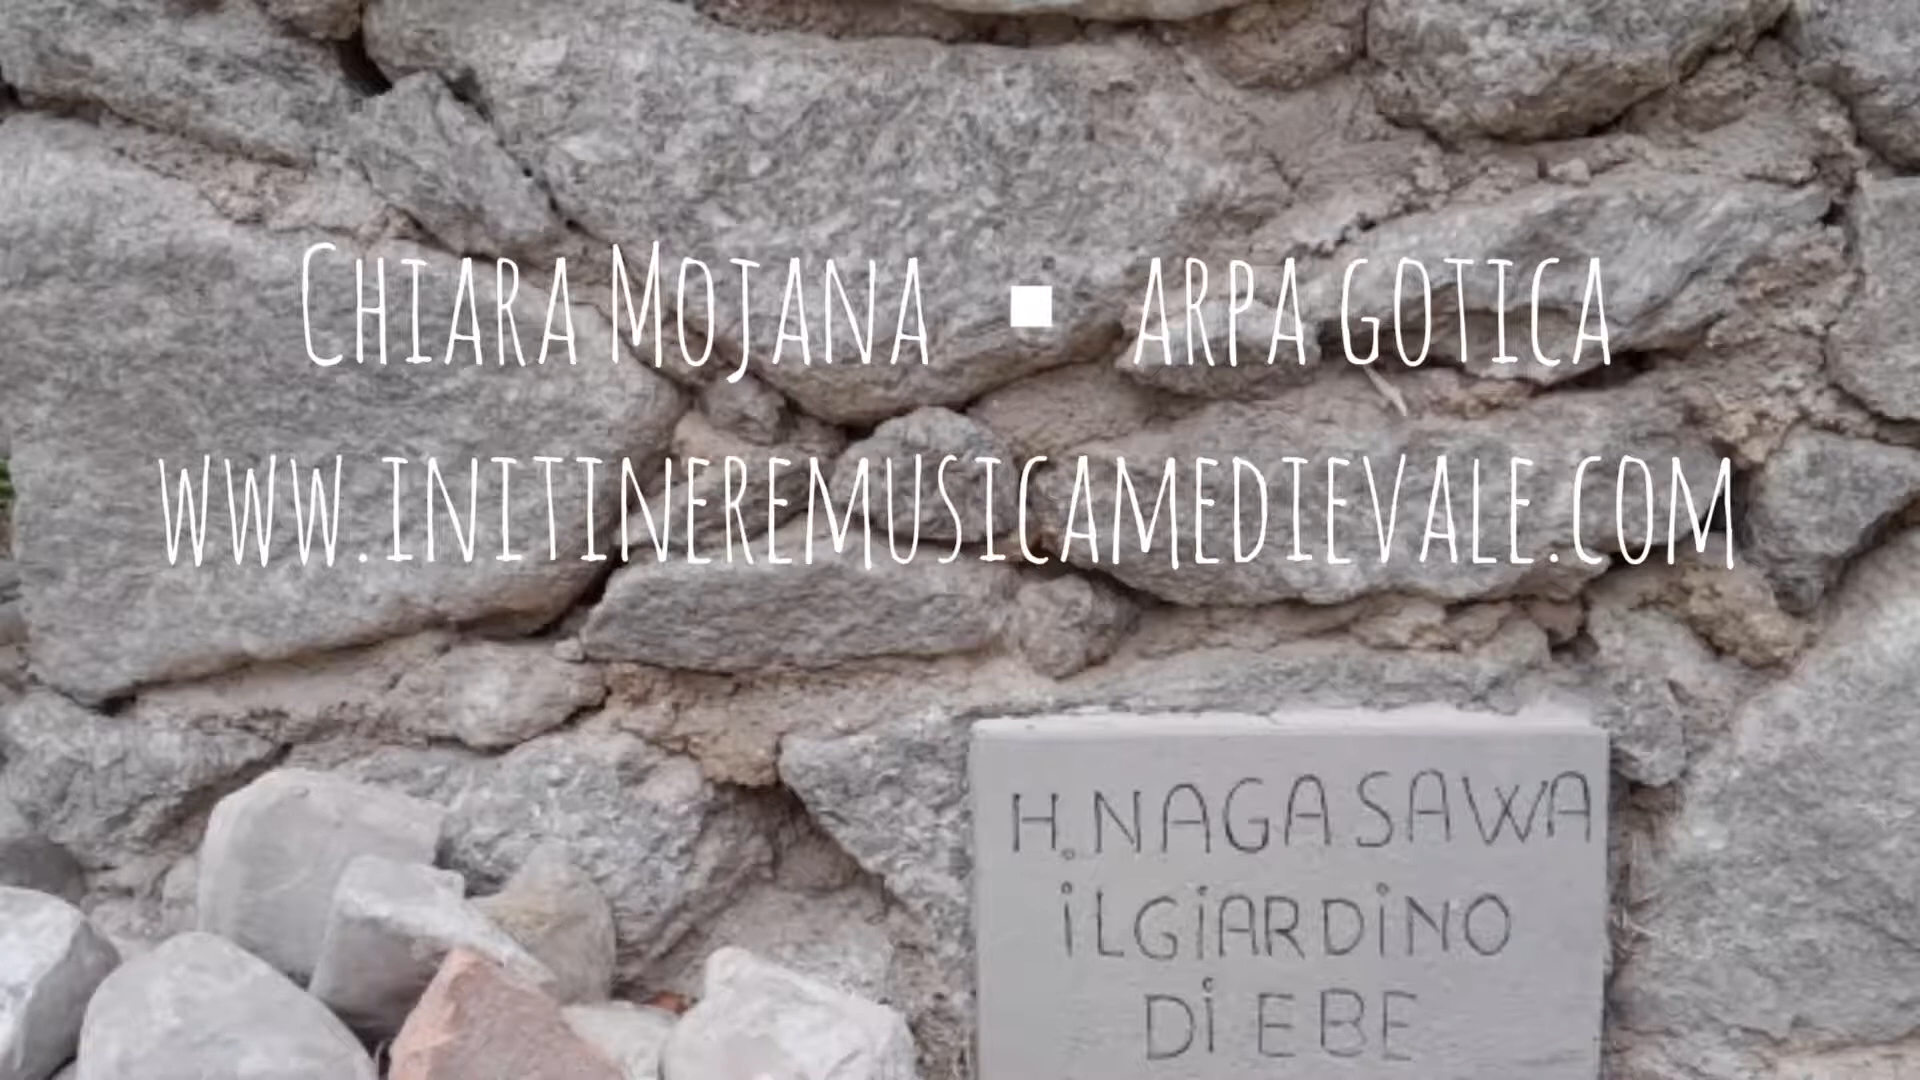 Chiara Mojana ▪ arpa gotica
www.initineremusicamedievale.com
H. NAGASAWA
iLGiARDiNO
Di EBE